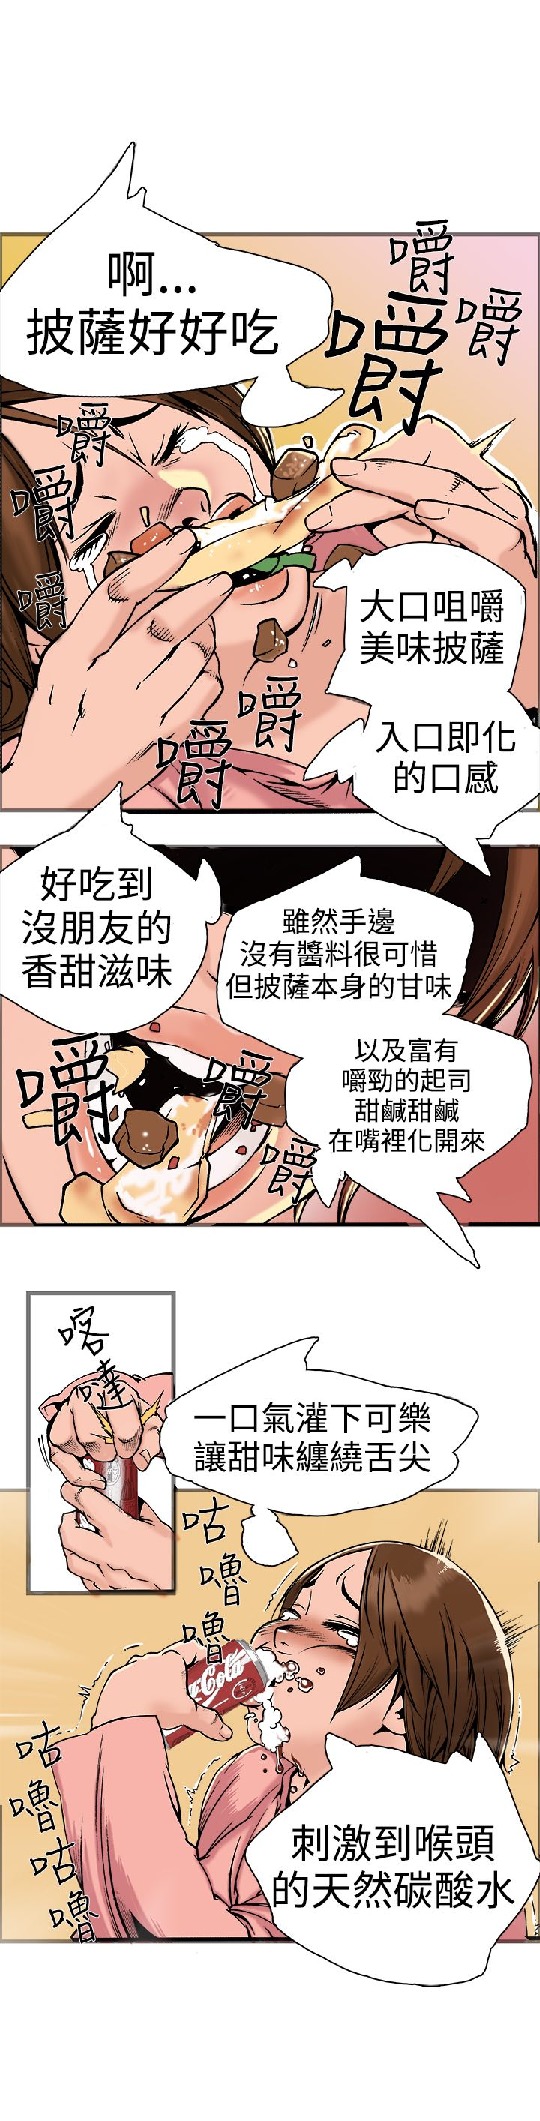 啊...
披薩好好吃
嚼
嚼
嚼
嚼
嚼
嚼
大口咀嚼
美味披薩
入口即化
的口感
嚼
嚼
好吃到
沒朋友的
香甜滋味
雖然手邊
沒有醬料很可惜
但披薩本身的甘味
以及富有
嚼勁的起司
甜鹹甜鹹
在嘴裡化開來
嚼
嚼
嚼
喀
噠
一口氣灌下可樂
讓甜味纏繞舌尖
咕
嚕
嚕
咕
嚕
咕
嚕
刺激到喉頭
的天然碳酸水